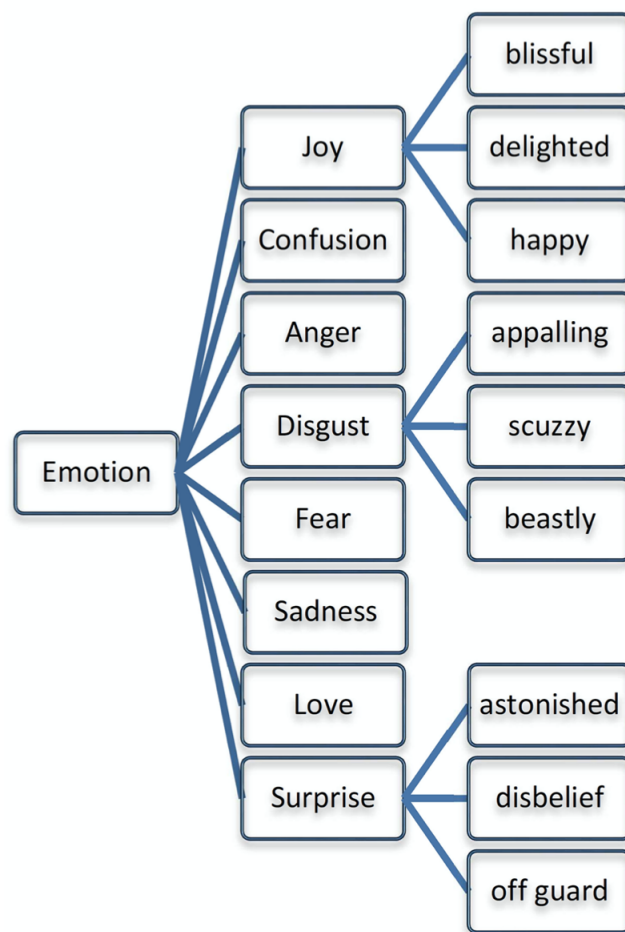 blissful
Joy
delighted
Confusion
happy
Anger
appalling
Disgust
scuzzy
Emotion
Fear
beastly
Sadness
Love
astonished
Surprise
disbelief
off guard